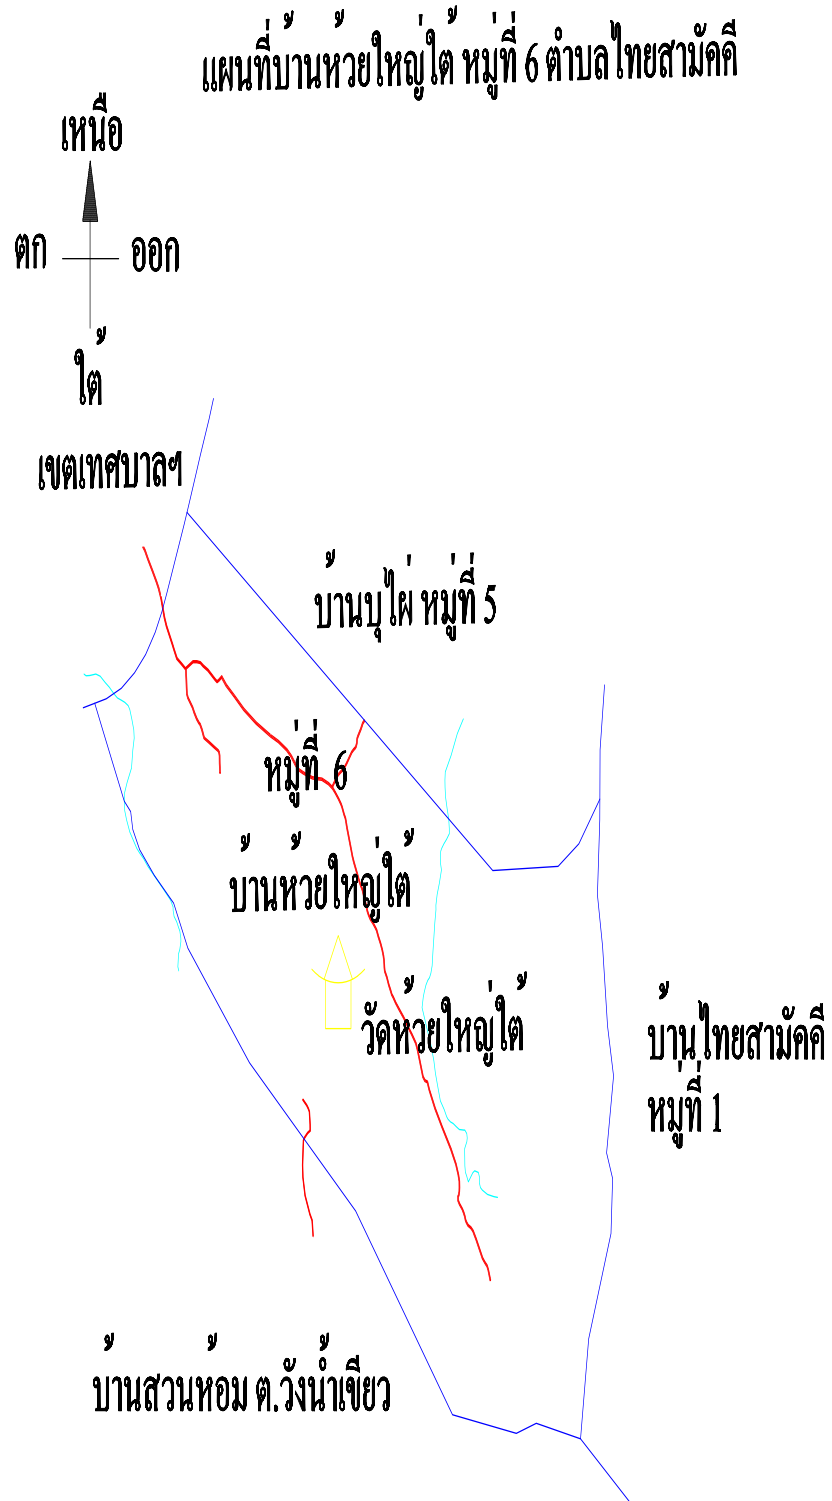 แผนที่บ้านห้วยใหญ่ใต้ หมู่ที่ 6 ตำบลไทยสามัคคี
เหนือ
ตก
ออก
ใต้
เขตเทศบาลฯ
บ้านบุไผ่ หมู่ที่ 5
หมู่ที่ 6
บ้านห้วยใหญ่ใต้
วัดห้วยใหญ่ใต้
บ้านไทยสามัคคี
หมู่ที่ 1
บ้านสวนห้อม ต.วังน้ำเขียว